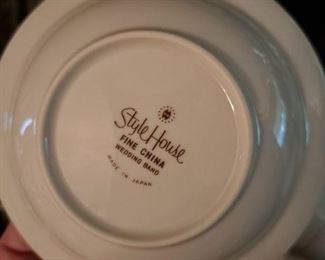 Style House
FINE CHINA
WEDDING BAND
MADE IN JAPAN